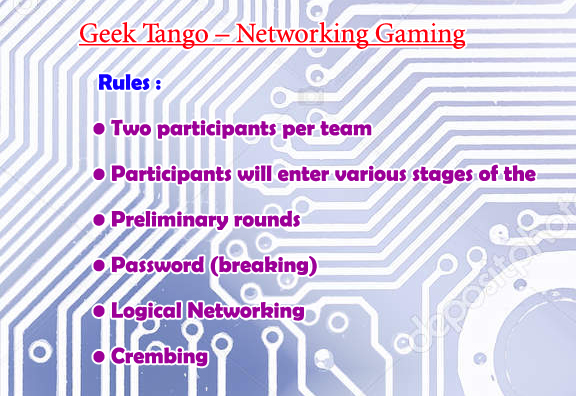 Geek Tango – Networking Gaming
Rules :
• Two participants per team
• Participants will enter various stages of the
• Preliminary rounds
• Password (breaking)
• Logical Networking
• Crembing
depositphotos